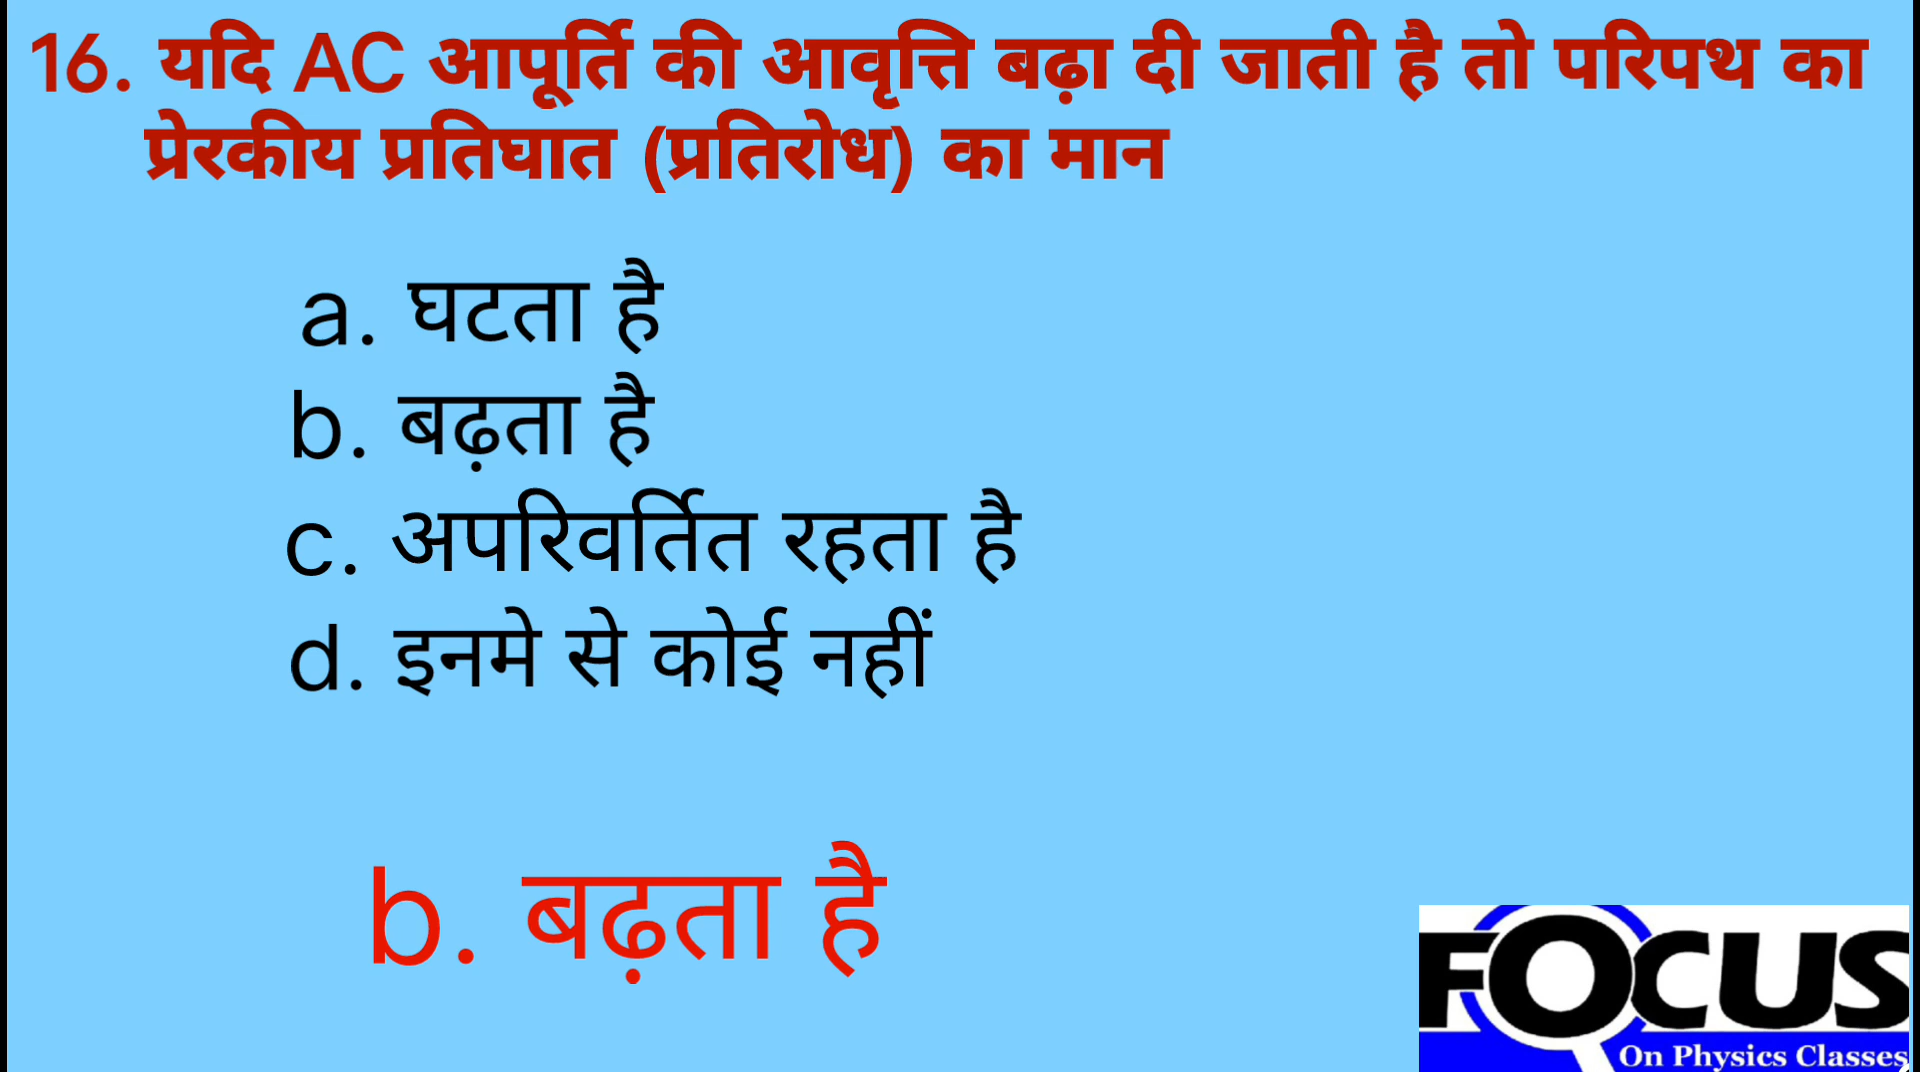 16. यदि AC आपूर्ति की आवृत्ति बढ़ा दी जाती है तो परिपथ का
प्रेरकीय प्रतिघात (प्रतिरोध) का मान
a. घटता है
b. बढ़ता है
c. अपरिवर्तित रहता है
d. इनमे से कोई नहीं
b. बढ़ता है
FOCUS
On Physics Classes